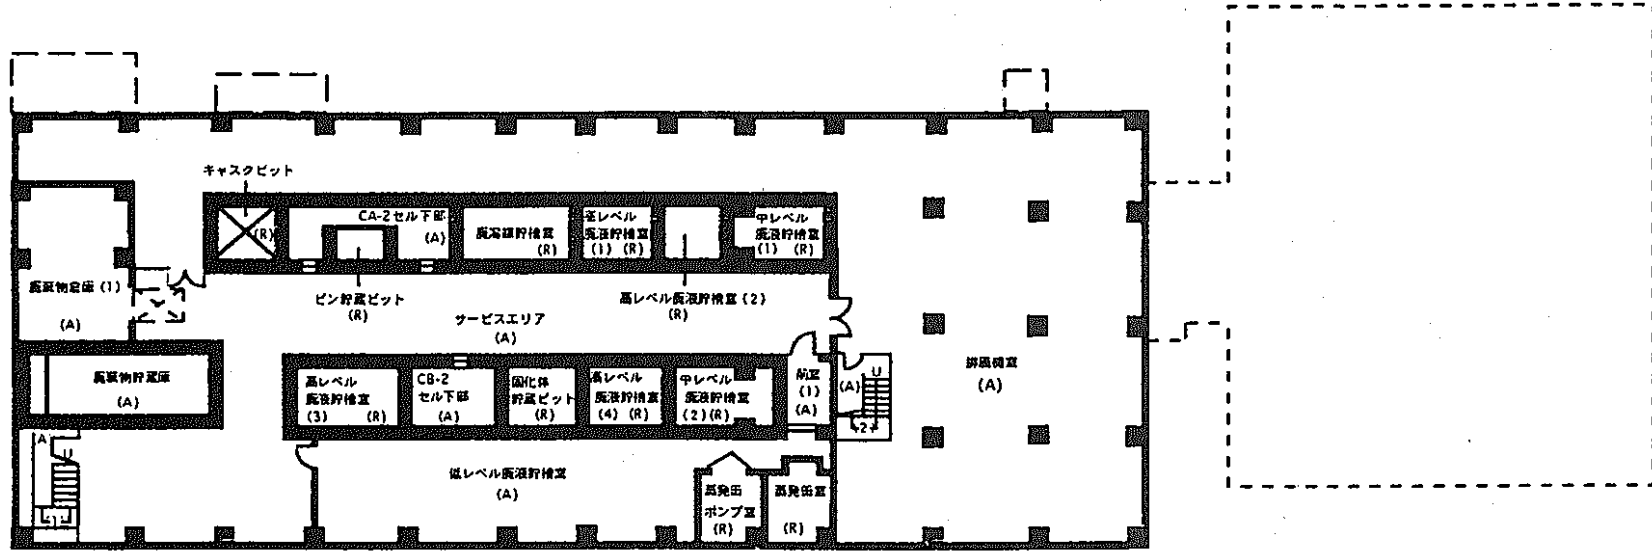 キャスクピット
(R)
CA-2セル下部
(A)
廃溶媒貯槽室
(R)
高レベル
廃液貯槽室
(1) (R)
中レベル
廃液貯槽室
(1) (R)
廃棄物倉庫(1)
(A)
ピン貯蔵ピット
(R)
サービスエリア
(A)
高レベル廃液貯槽室(2)
(R)
廃棄物貯蔵庫
(A)
高レベル
廃液貯槽室
(3) (R)
CB-2
セル下部
(A)
固化体
貯蔵ピット
(R)
高レベル
廃液貯槽室
(4) (R)
中レベル
廃液貯槽室
(2)(R)
前室
(1)
(A)
(A)
U
2
排風機室
(A)
A
U
1
低レベル廃液貯槽室
(A)
蒸発缶
ポンプ室
(R)
蒸発缶室
(R)